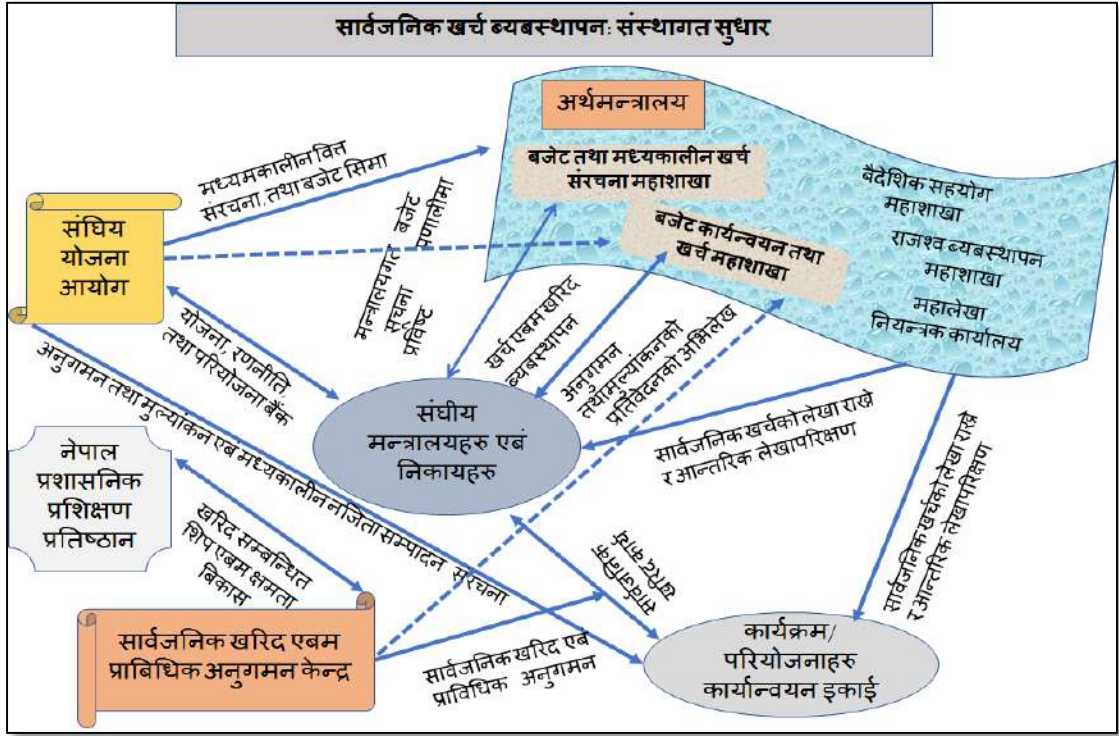 सार्वजनिक खर्च ब्यबस्थापनः संस्थागत सुधार
अर्थमन्त्रालय
बजेट तथा मध्यमकालीन खर्च
संरचना महाशाखा
बजेट कार्यन्वयन तथा
खर्च महाशाखा
बैदेशिक सहयोग
महाशाखा
राजश्व ब्यबस्थापन
महाशाखा
महालेखा
नियन्त्रक कार्यालय
मध्यमकालीन वित्त
संरचना, तथा बजेट सिमा
संघिय
योजना
आयोग
मन्त्रालयगत बजेट
सूचना प्रणालीमा
प्रविष्ट
खर्च एबम खरिद
ब्यबस्थापन
अनुगमन
तथा मुल्यांकनको
प्रतिवेदनको अभिलेख
योजना, रणनीति,
तथा परियोजना बैंक
अनुगमन तथा मुल्यांकन एबं मध्यकालीन नजिता सम्पादन संरचना
संघीय
मन्त्रालयहरु एबं
निकायहरु
सार्वजनिक खर्चको लेखा राखे
र आन्तरिक लेखापरिक्षण
सार्वजनिक खर्चको लेखा राखे
र आन्तरिक लेखापरिक्षण
नेपाल
प्रशासनिक
प्रशिक्षण
प्रतिष्ठान
खरिद सम्बन्धित
शिप एबम क्षमता
बिकास
सार्वजनिक
खरिद कार्य
सार्वजनिक खरिद एबम
प्राबिधिक अनुगमन केन्द्र
सार्वजनिक खरिद एबं
प्राविधिक अनुगमन
कार्यक्रम/
परियोजनाहरु
कार्यान्वयन इकाई